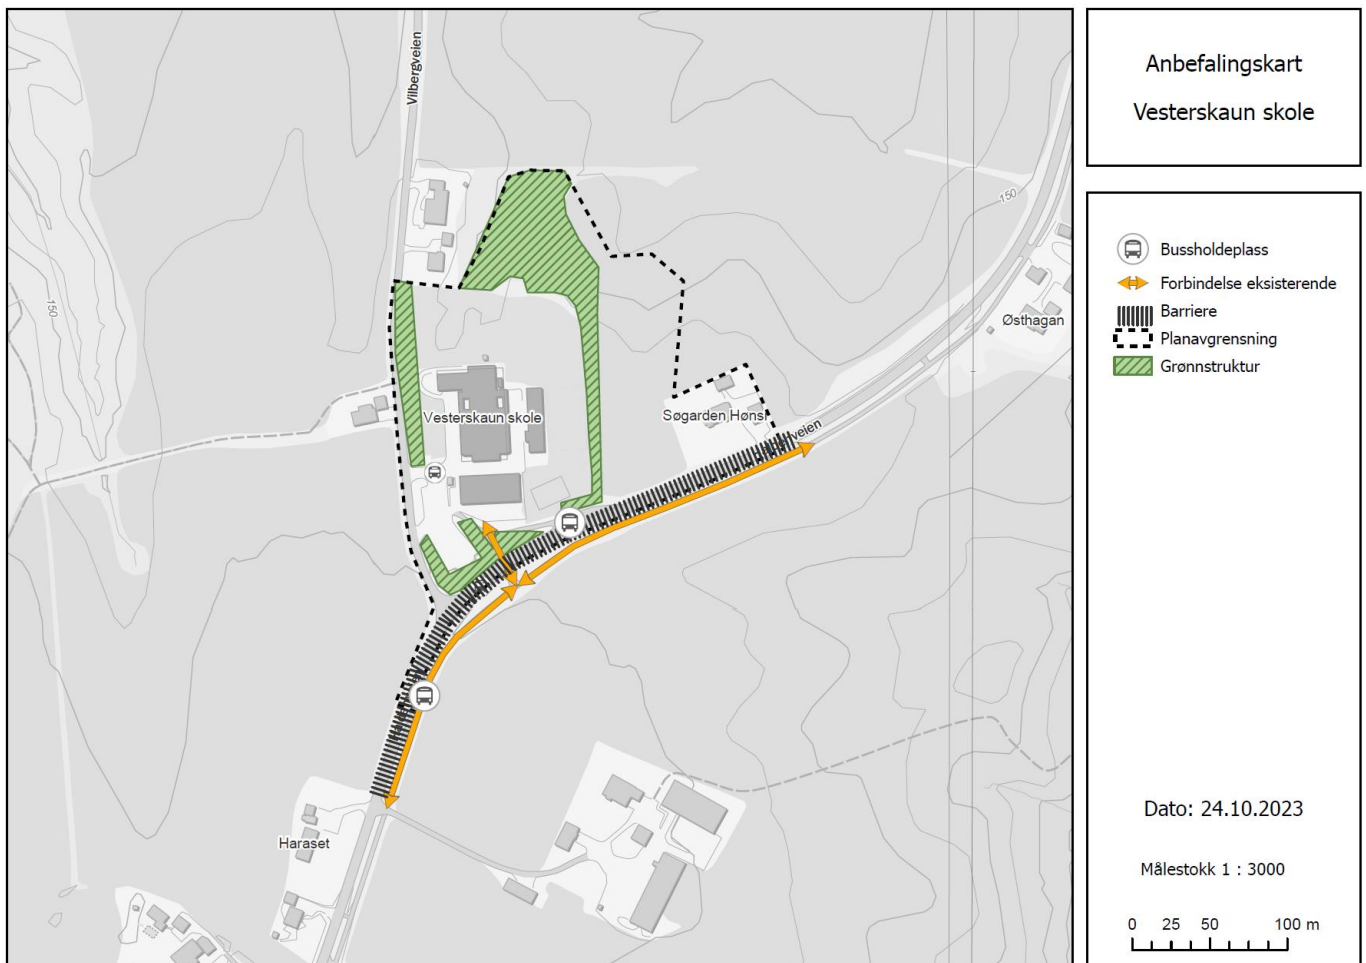 Vilbergveien
150
150
Østhagan
Søgarden Hønsi
Vesterskaun skole
Haraset
Anbefalingskart
Vesterskaun skole
Bussholdeplass
Forbindelse eksisterende
Barriere
Planavgrensning
Grønnstruktur
Dato: 24.10.2023
Målestokk 1 : 3000
0 25 50 100 m